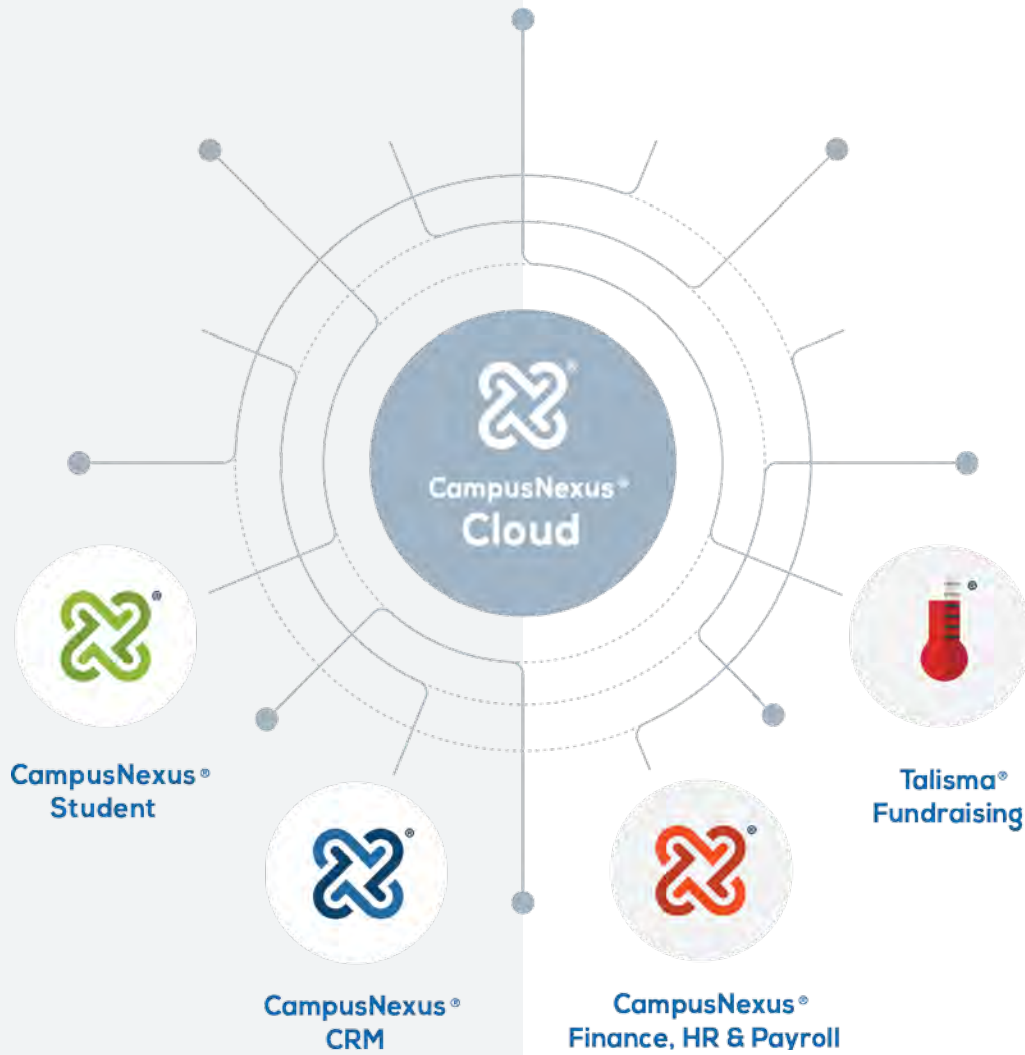 CampusNexus®
Cloud
CampusNexus®
Student
Talisma®
Fundraising
CampusNexus®
CRM
CampusNexus®
Finance, HR & Payroll